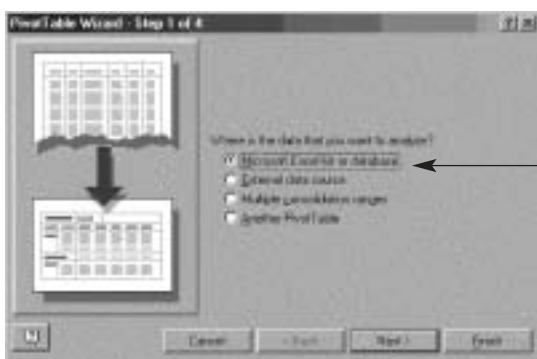 PivotTable Wizard - Step 1 of 4
Where is the data that you want to analyze?
Microsoft Excel list or database
External data source
Multiple consolidation ranges
Another PivotTable
Cancel
< Back
Next >
Finish